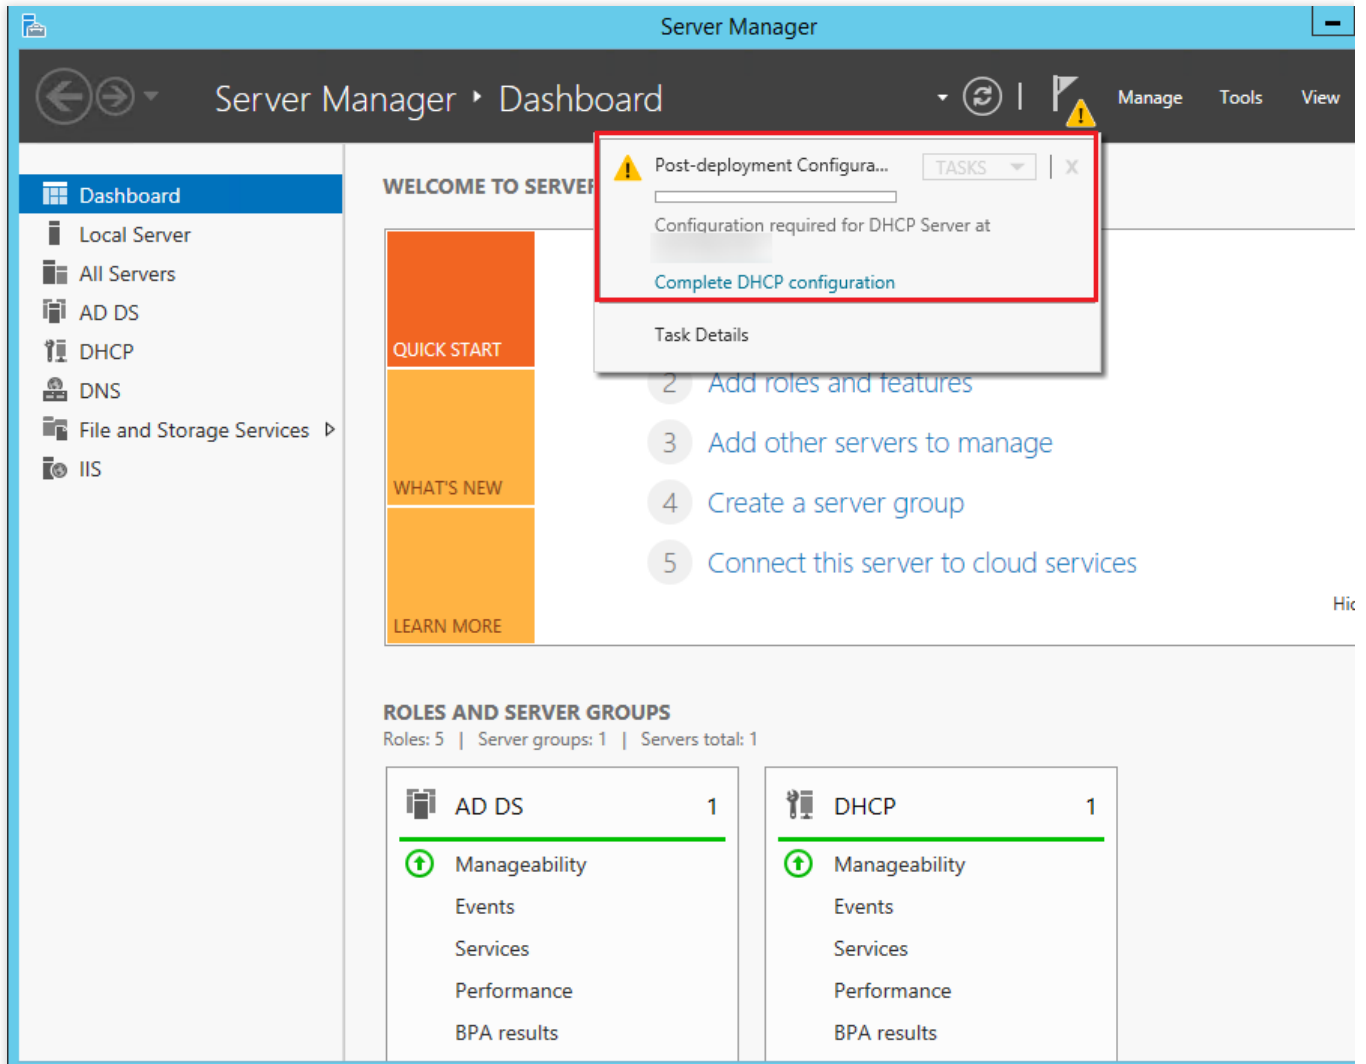 Server Manager
Server Manager ‣ Dashboard
Manage Tools View
Dashboard
Local Server
All Servers
AD DS
DHCP
DNS
File and Storage Services
IIS
WELCOME TO SERVER
Post-deployment Configura... TASKS X
Configuration required for DHCP Server at
Complete DHCP configuration
Task Details
QUICK START
WHAT'S NEW
LEARN MORE
2 Add roles and features
3 Add other servers to manage
4 Create a server group
5 Connect this server to cloud services
ROLES AND SERVER GROUPS
Roles: 5 | Server groups: 1 | Servers total: 1
AD DS 1
Manageability
Events
Services
Performance
BPA results
DHCP 1
Manageability
Events
Services
Performance
BPA results